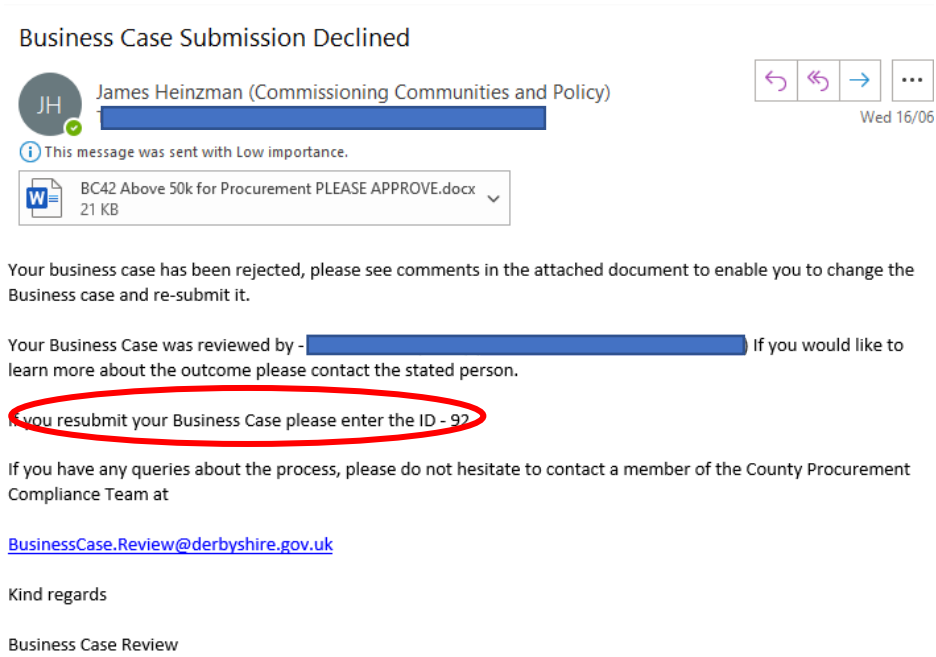 Business Case Submission Declined
JH
James Heinzman (Commissioning Communities and Policy)
Wed 16/06
This message was sent with Low importance.
BC42 Above 50k for Procurement PLEASE APPROVE.docx
21 KB
Your business case has been rejected, please see comments in the attached document to enable you to change the
Business case and re-submit it.
Your Business Case was reviewed by - ) If you would like to
learn more about the outcome please contact the stated person.
If you resubmit your Business Case please enter the ID - 92
If you have any queries about the process, please do not hesitate to contact a member of the County Procurement
Compliance Team at
BusinessCase.Review@derbyshire.gov.uk
Kind regards
Business Case Review